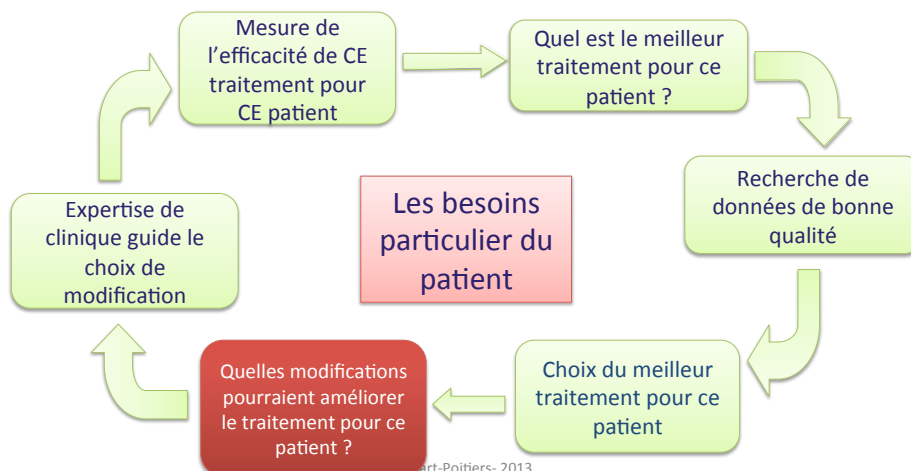 Mesure de
l'efficacité de CE
traitement pour
CE patient
Quel est le meilleur
traitement pour ce
patient ?
Recherche de
données de bonne
qualité
Choix du meilleur
traitement pour ce
patient
Quelles modifications
pourraient améliorer
le traitement pour ce
patient ?
Expertise de
clinique guide le
choix de
modification
Les besoins
particulier du
patient
art-Poitiers- 2013